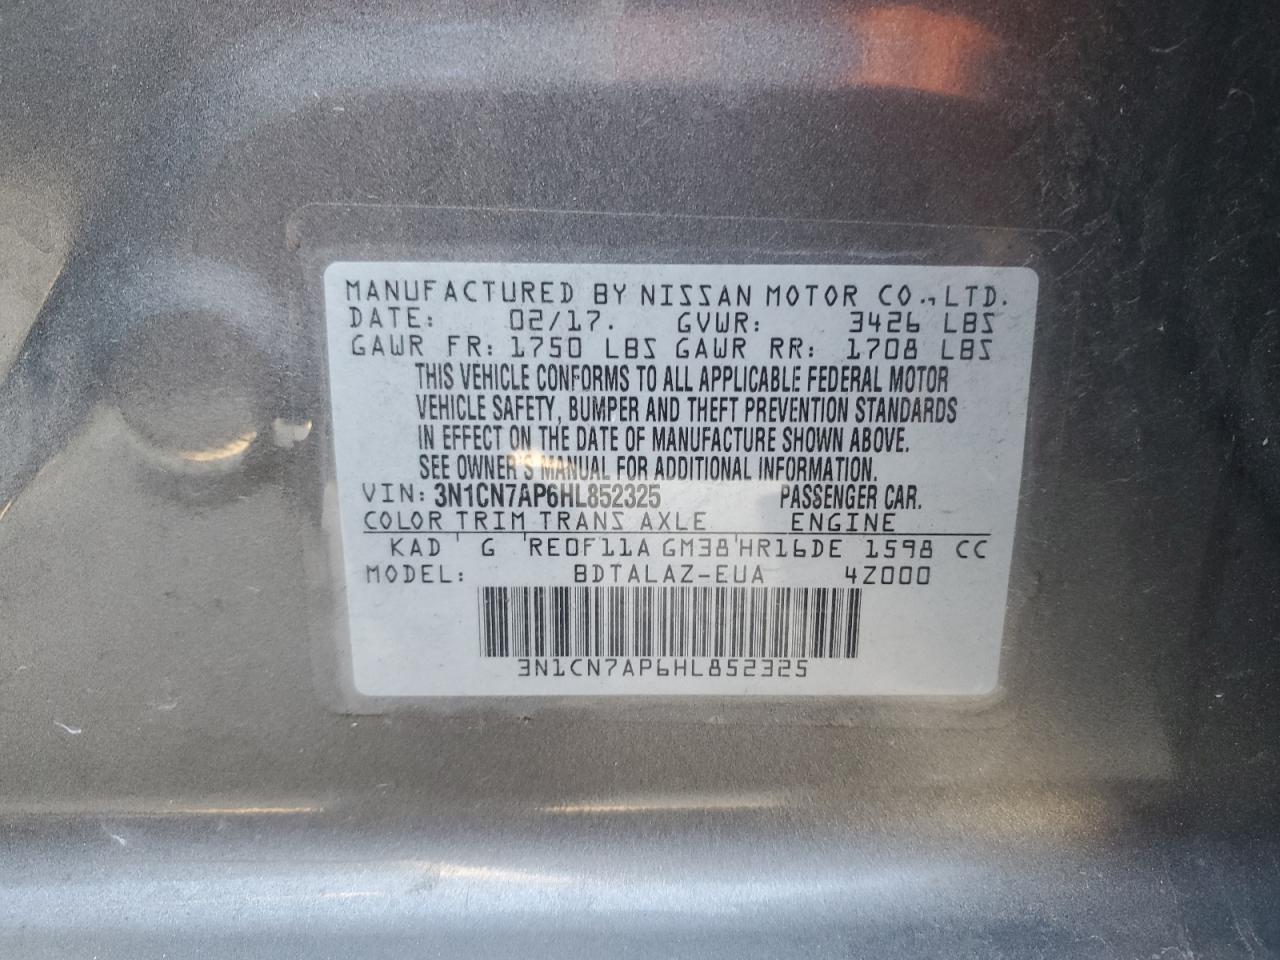 MANUFACTURED BY NISSAN MOTOR CO., LTD.
DATE: 02/17. GVWR: 3426 LBS
GAWR FR: 1750 LBS GAWR RR: 1708 LBS
THIS VEHICLE CONFORMS TO ALL APPLICABLE FEDERAL MOTOR
VEHICLE SAFETY, BUMPER AND THEFT PREVENTION STANDARDS
IN EFFECT ON THE DATE OF MANUFACTURE SHOWN ABOVE.
SEE OWNER'S MANUAL FOR ADDITIONAL INFORMATION.
VIN: 3N1CN7AP6HL852325 PASSENGER CAR.
COLOR TRIM TRANS AXLE ENGINE
KAD G RE0F11A GM38 HR16DE 1598 CC
MODEL: BDTALAZ-EUA 4Z000
3N1CN7AP6HL852325